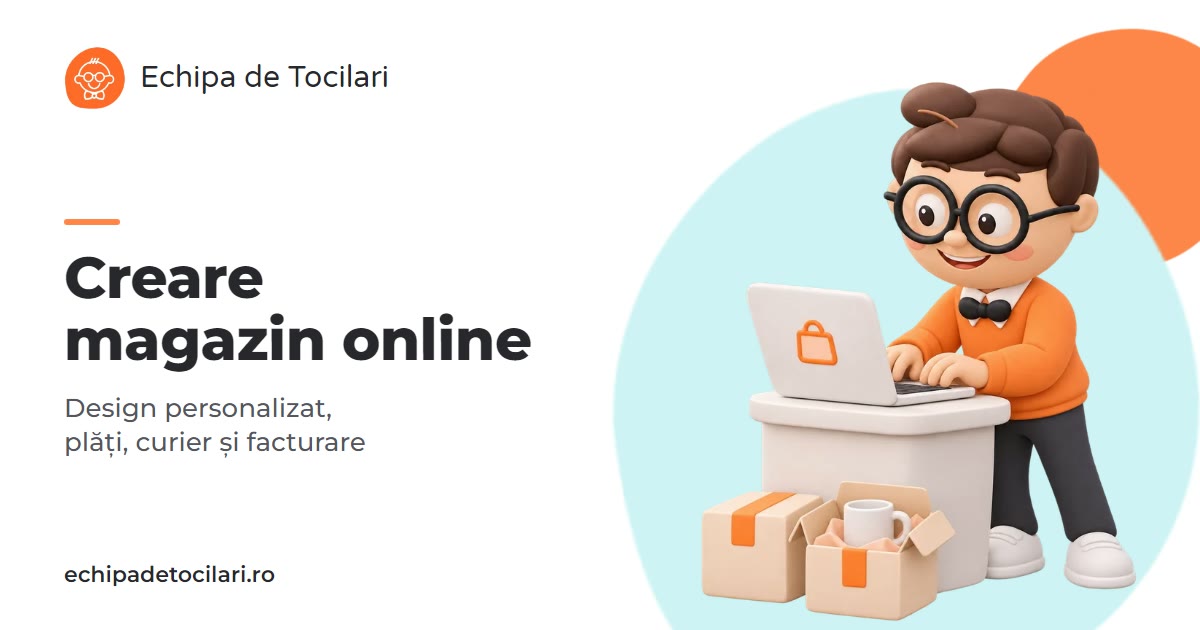 Echipa de Tocilari
Creare
magazin online
Design personalizat,
plăți, curier și facturare
echipadetocilari.ro